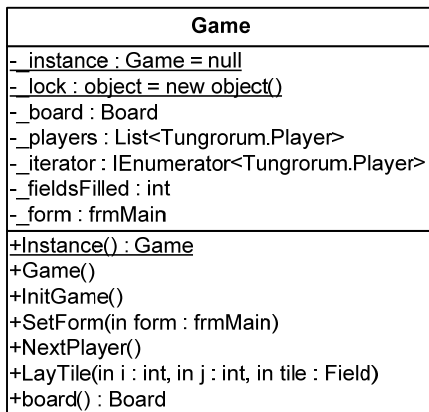 Game
-_instance : Game = null
-_lock : object = new object()
-_board : Board
-_players : List<Tungrorum.Player>
-_iterator : IEnumerator<Tungrorum.Player>
-_fieldsFilled : int
-_form : frmMain
+Instance() : Game
+Game()
+InitGame()
+SetForm(in form : frmMain)
+NextPlayer()
+LayTile(in i : int, in j : int, in tile : Field)
+board() : Board